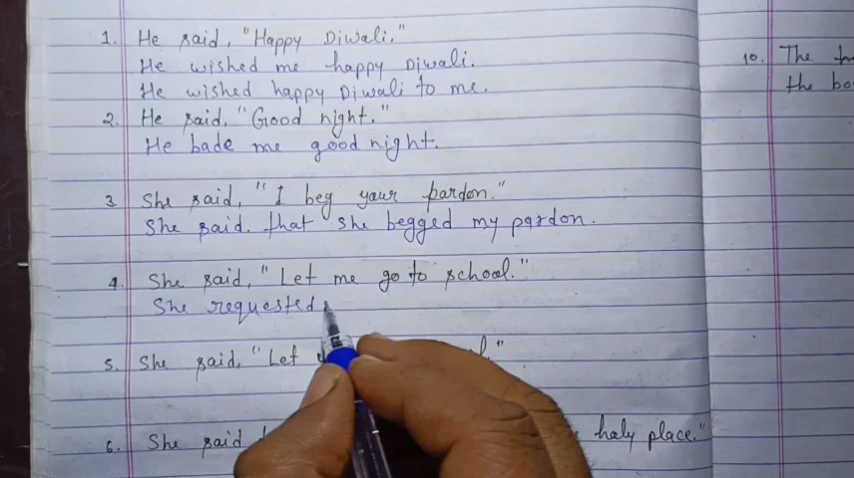 1. He said, "Happy Diwali."
He wished me happy Diwali.
He wished happy Diwali to me.
2. He said, "Good night."
He bade me good night.
3. She said, "I beg your pardon."
She said that she begged my pardon.
4. She said, "Let me go to school."
She requested
5. She said, "Let
6. She said holy place."
10. The
the